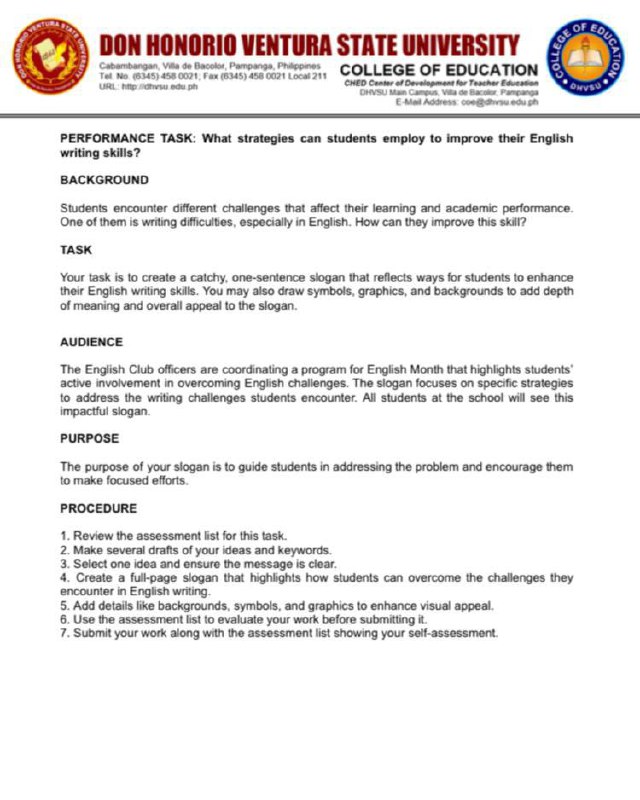 DON HONORIO VENTURA STATE UNIVERSITY
Cabambangan, Villa de Bacolor, Pampanga, Philippines
Tel. No. (6345) 458 0021; Fax (6345) 458 0021 Local 211
URL: http://dhvsu.edu.ph
COLLEGE OF EDUCATION
CHED Center of Development for Teacher Education
DHVSU Main Campus, Villa de Bacolor, Pampanga
E-Mail Address: coe@dhvsu.edu.ph
COLLEGE OF EDUCATION
DHVSU
PERFORMANCE TASK: What strategies can students employ to improve their English
writing skills?
BACKGROUND
Students encounter different challenges that affect their learning and academic performance.
One of them is writing difficulties, especially in English. How can they improve this skill?
TASK
Your task is to create a catchy, one-sentence slogan that reflects ways for students to enhance
their English writing skills. You may also draw symbols, graphics, and backgrounds to add depth
of meaning and overall appeal to the slogan.
AUDIENCE
The English Club officers are coordinating a program for English Month that highlights students'
active involvement in overcoming English challenges. The slogan focuses on specific strategies
to address the writing challenges students encounter. All students at the school will see this
impactful slogan.
PURPOSE
The purpose of your slogan is to guide students in addressing the problem and encourage them
to make focused efforts.
PROCEDURE
1. Review the assessment list for this task.
2. Make several drafts of your ideas and keywords.
3. Select one idea and ensure the message is clear.
4. Create a full-page slogan that highlights how students can overcome the challenges they
encounter in English writing.
5. Add details like backgrounds, symbols, and graphics to enhance visual appeal.
6. Use the assessment list to evaluate your work before submitting it.
7. Submit your work along with the assessment list showing your self-assessment.